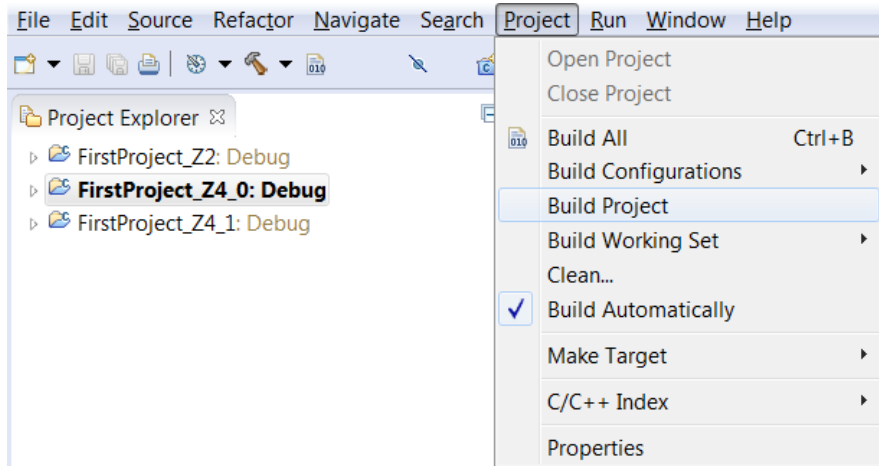 File Edit Source Refactor Navigate Search Project Run Window Help
010
Project Explorer
FirstProject_Z2: Debug
FirstProject_Z4_0: Debug
FirstProject_Z4_1: Debug
Open Project
Close Project
010 Build All Ctrl+B
Build Configurations
Build Project
Build Working Set
Clean...
Build Automatically
Make Target
C/C++ Index
Properties